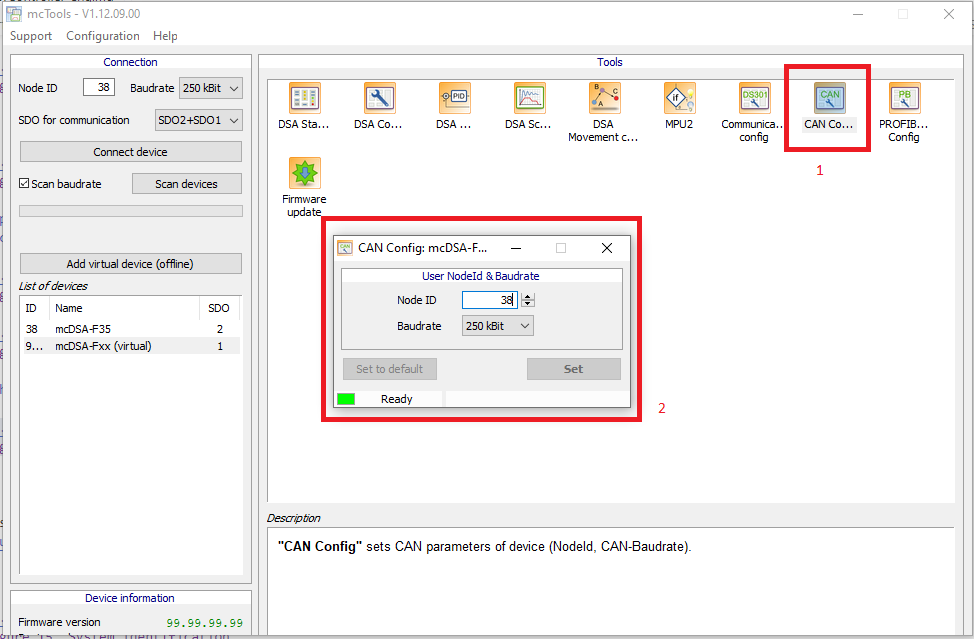 mcTools - V1.12.09.00
Support Configuration Help
Connection
Node ID 38 Baudrate 250 kBit
SDO for communication SDO2+SDO1
Connect device
Scan baudrate Scan devices
Add virtual device (offline)
List of devices
ID Name SDO
38 mcDSA-F35 2
9... mcDSA-Fxx (virtual) 1
Device information
Firmware version 99.99.99.99
Tools
DSA Sta... DSA Co... DSA ... DSA Sc... DSA MPU2 Communica... CAN Co... PROFIB...
Movement c... config Config
PID
B C
A
if
DS301
CAN
PB
1
Firmware
update
CAN Config: mcDSA-F...
User NodeId & Baudrate
Node ID 38
Baudrate 250 kBit
Set to default Set
Ready
2
Description
"CAN Config" sets CAN parameters of device (NodeId, CAN-Baudrate).